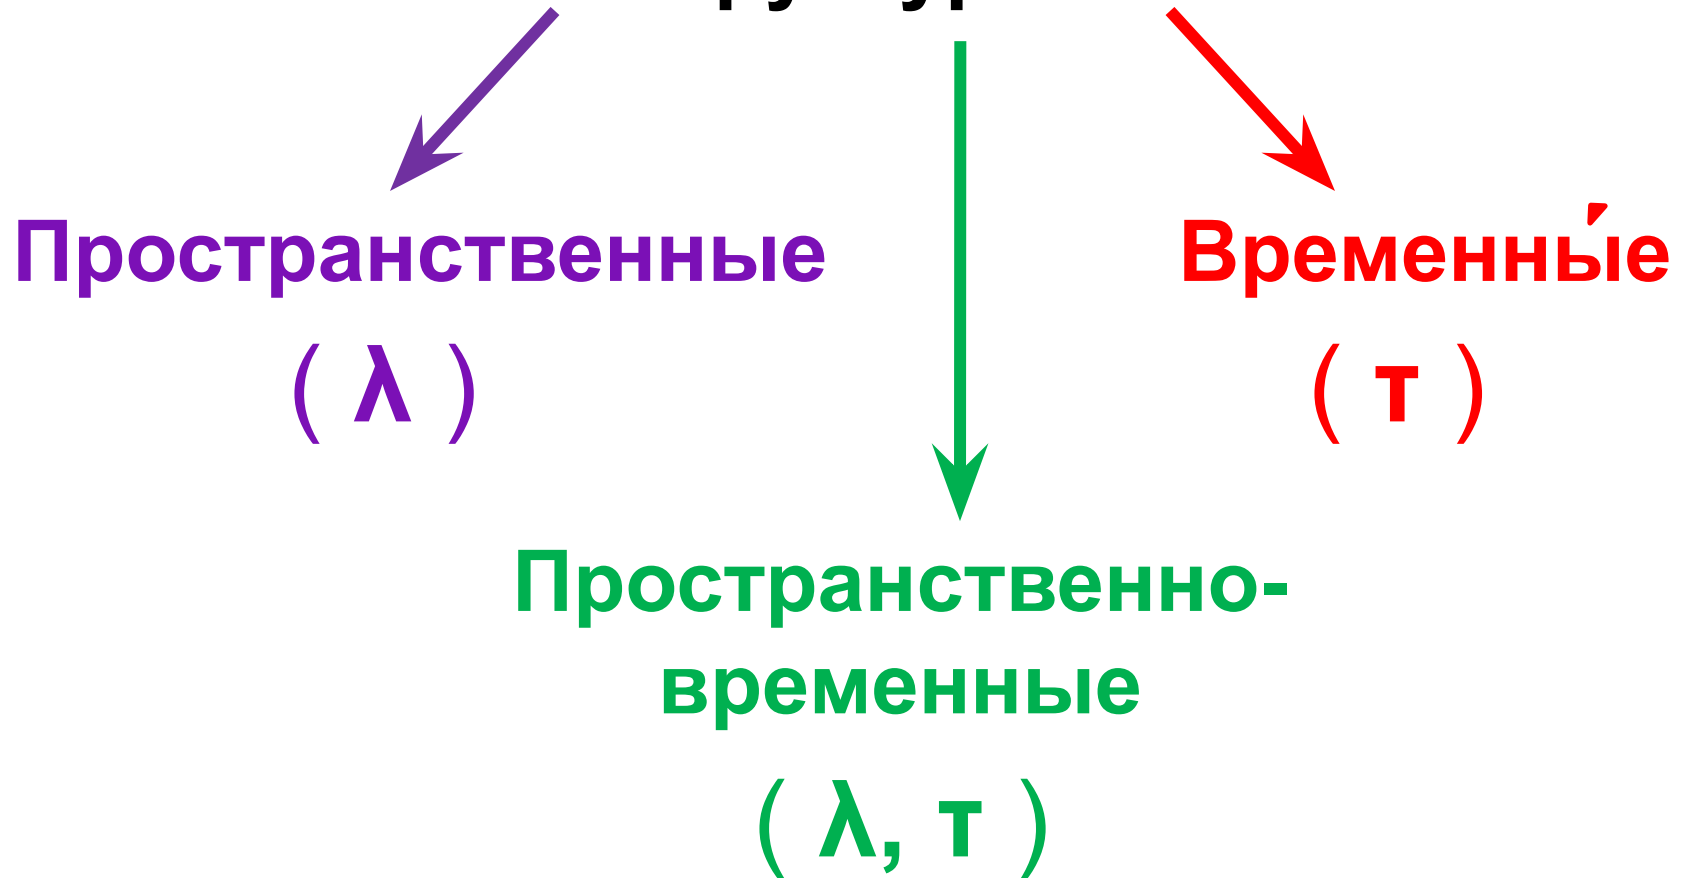 Пространственные
Временны́е
( λ )
( τ )
Пространственно-
временные
( λ, τ )